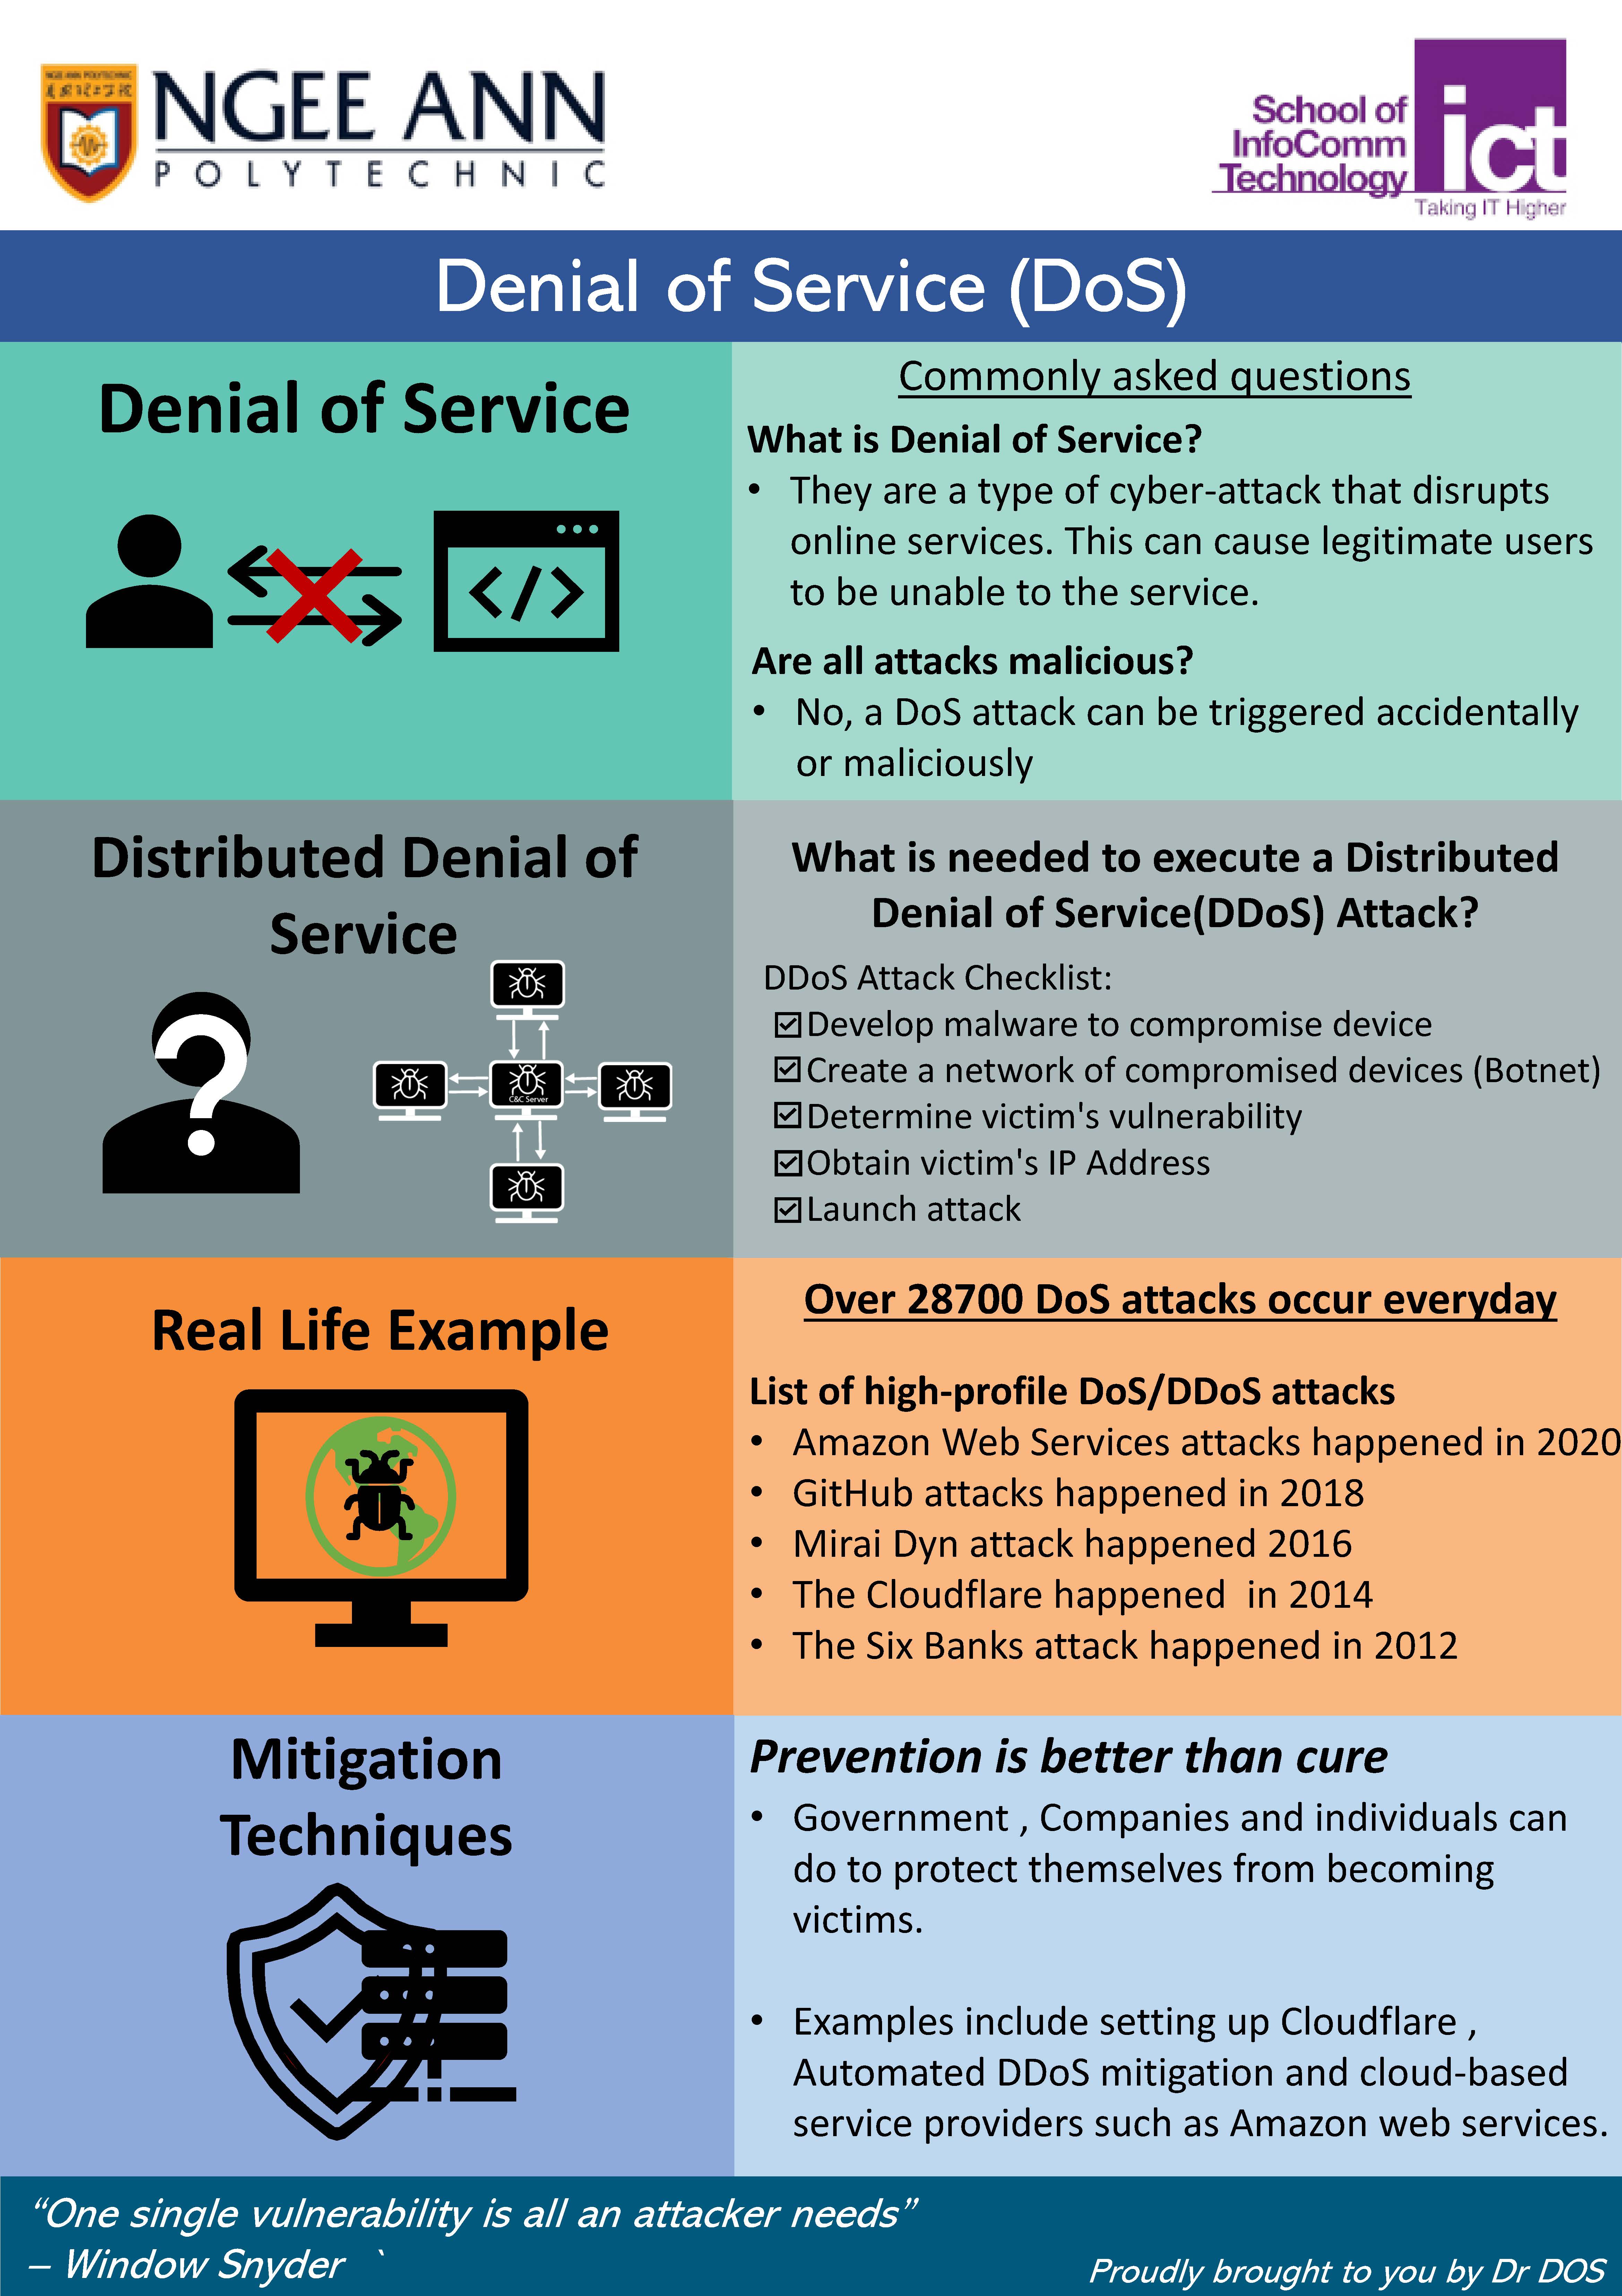 NGEE ANN
POLYTECHNIC
School of
InfoComm
Technology
ict
Taking IT Higher
Denial of Service (DoS)
Denial of Service
Commonly asked questions
What is Denial of Service?
• They are a type of cyber-attack that disrupts
online services. This can cause legitimate users
to be unable to the service.
Are all attacks malicious?
• No, a DoS attack can be triggered accidentally
or maliciously
Distributed Denial of
Service
?
C&C Server
What is needed to execute a Distributed
Denial of Service(DDoS) Attack?
DDoS Attack Checklist:
☑Develop malware to compromise device
☑Create a network of compromised devices (Botnet)
☑Determine victim's vulnerability
☑Obtain victim's IP Address
☑Launch attack
Real Life Example
Over 28700 DoS attacks occur everyday
List of high-profile DoS/DDoS attacks
• Amazon Web Services attacks happened in 2020
• GitHub attacks happened in 2018
• Mirai Dyn attack happened 2016
• The Cloudflare happened  in 2014
• The Six Banks attack happened in 2012
Mitigation
Techniques
Prevention is better than cure
• Government , Companies and individuals can
do to protect themselves from becoming
victims.
• Examples include setting up Cloudflare ,
Automated DDoS mitigation and cloud-based
service providers such as Amazon web services.
“One single vulnerability is all an attacker needs”
– Window Snyder   `
Proudly brought to you by Dr DOS